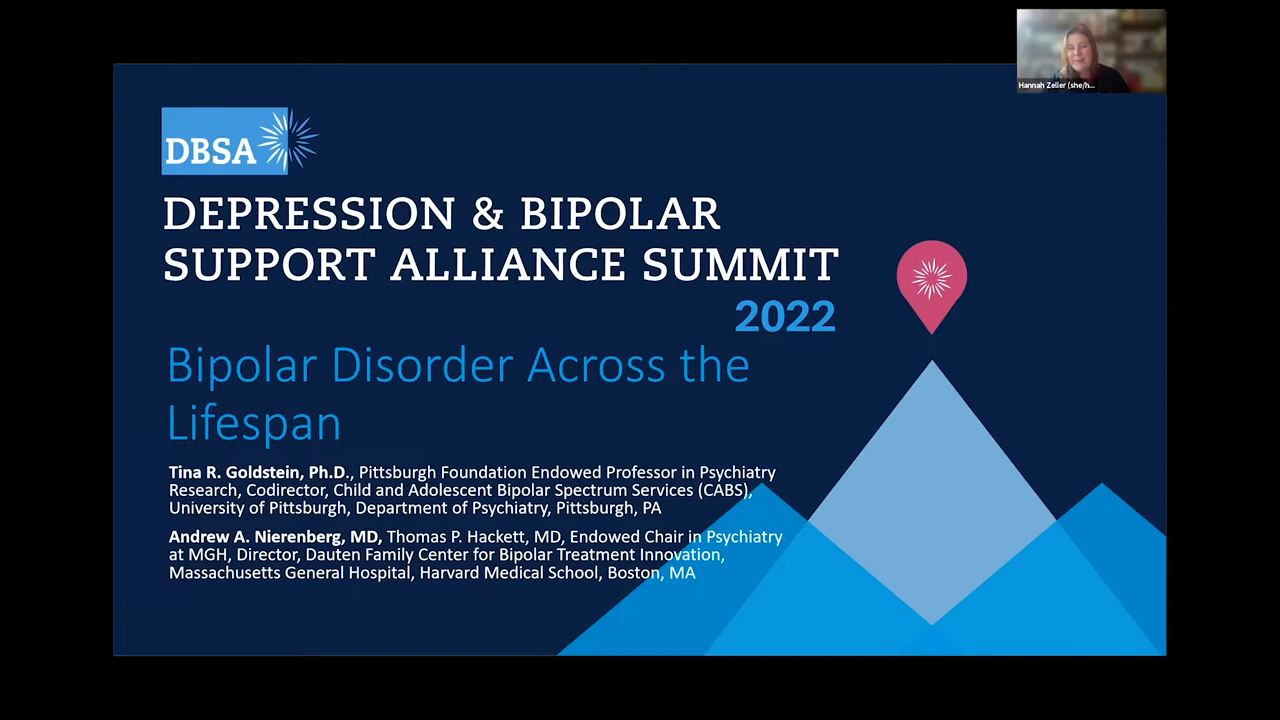 Hannah Zeller (she/h...
DBSA
DEPRESSION & BIPOLAR
SUPPORT ALLIANCE SUMMIT
2022
Bipolar Disorder Across the
Lifespan
Tina R. Goldstein, Ph.D., Pittsburgh Foundation Endowed Professor in Psychiatry
Research, Codirector, Child and Adolescent Bipolar Spectrum Services (CABS),
University of Pittsburgh, Department of Psychiatry, Pittsburgh, PA
Andrew A. Nierenberg, MD, Thomas P. Hackett, MD, Endowed Chair in Psychiatry
at MGH, Director, Dauten Family Center for Bipolar Treatment Innovation,
Massachusetts General Hospital, Harvard Medical School, Boston, MA